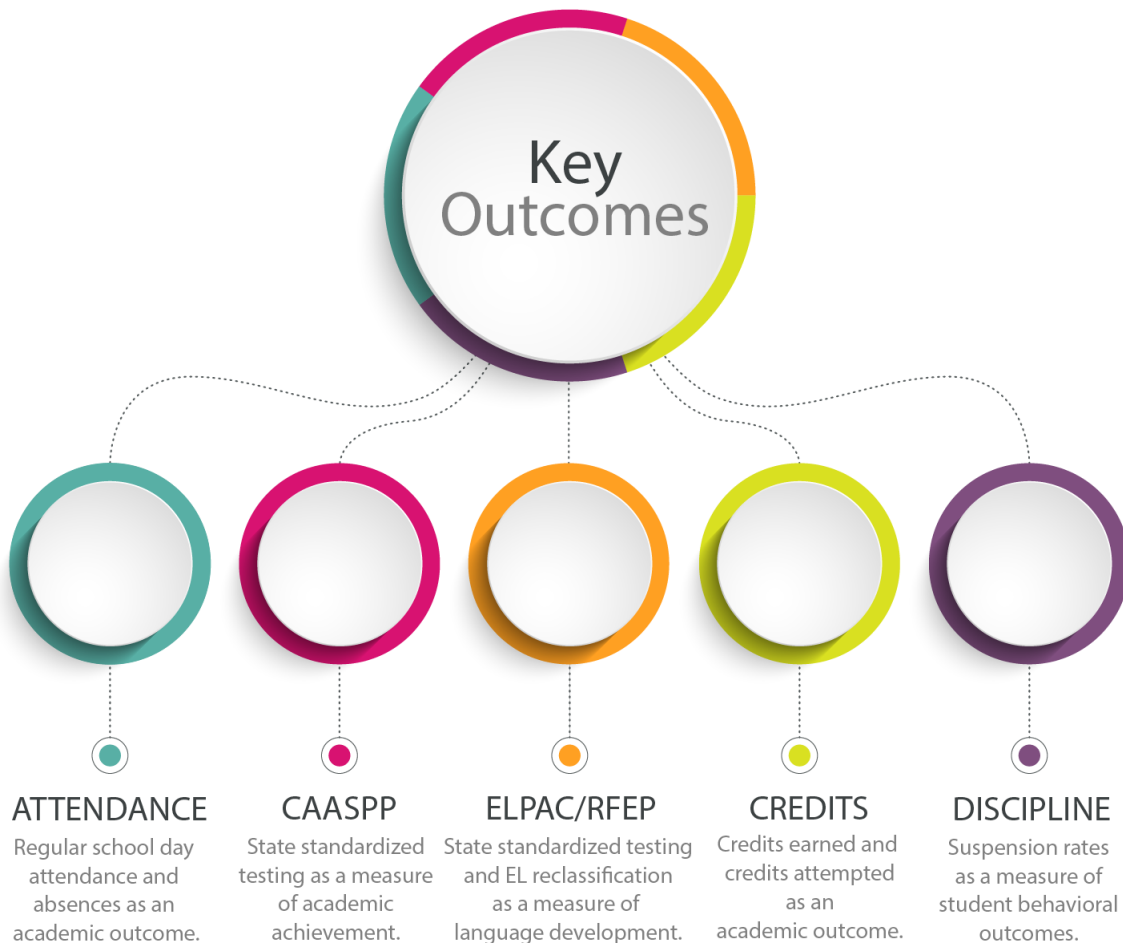 Key
Outcomes
ATTENDANCE
Regular school day
attendance and
absences as an
academic outcome.
CAASPP
State standardized
testing as a measure
of academic
achievement.
ELPAC/RFEP
State standardized testing
and EL reclassification
as a measure of
language development.
CREDITS
Credits earned and
credits attempted
as an
academic outcome.
DISCIPLINE
Suspension rates
as a measure of
student behavioral
outcomes.